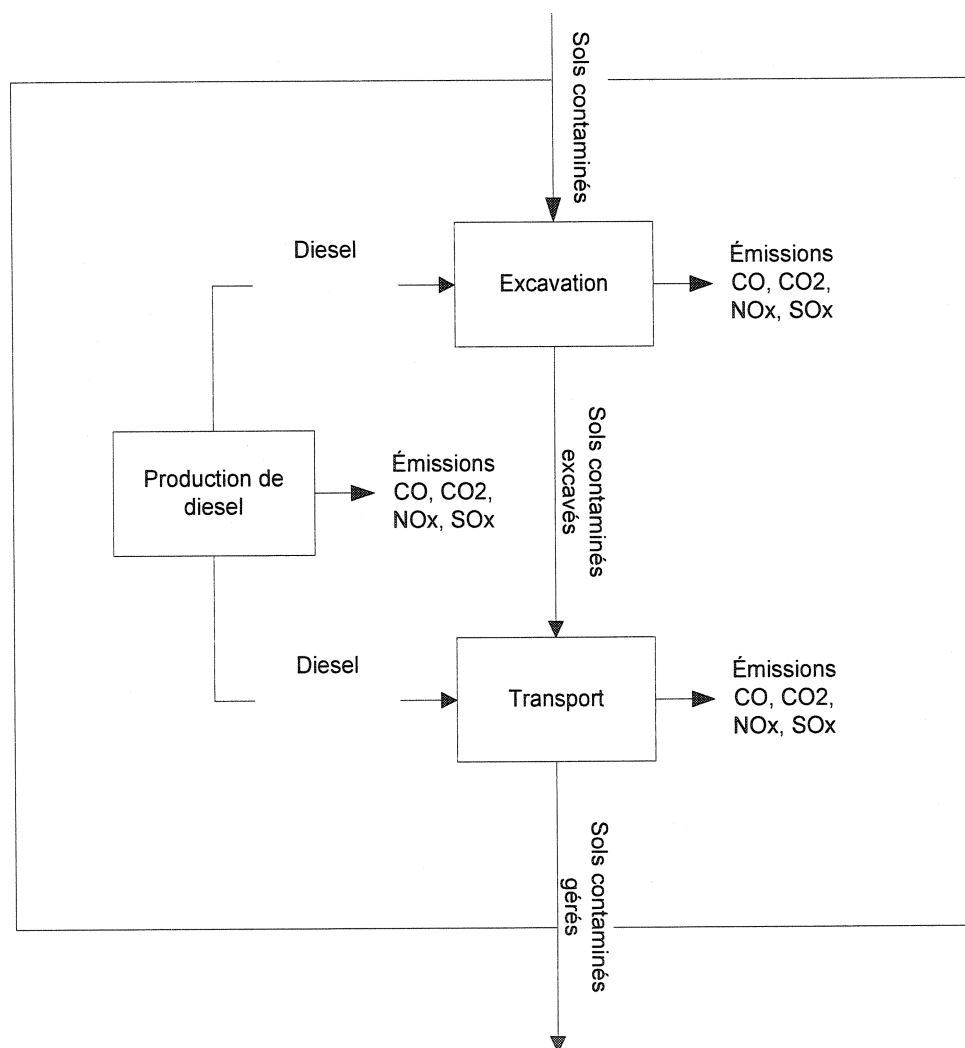 Sols contaminés
Diesel
Excavation
Émissions
CO, CO2,
NOx, SOx
Sols contaminés
excavés
Production de
diesel
Émissions
CO, CO2,
NOx, SOx
Diesel
Transport
Émissions
CO, CO2,
NOx, SOx
Sols contaminés
gérés